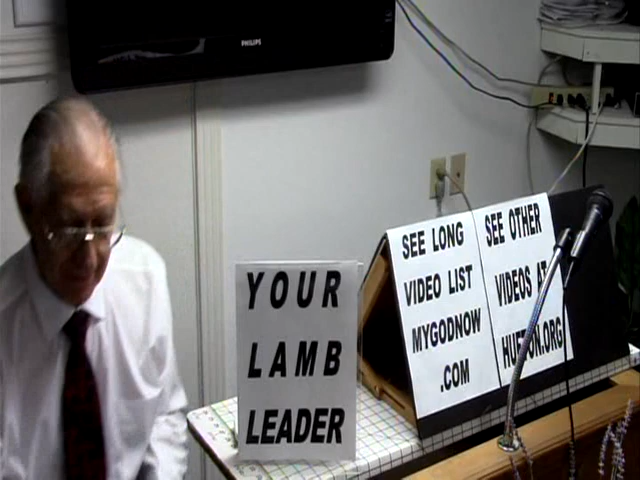 PHILIPS
YOUR
LAMB
LEADER
SEE LONG
VIDEO LIST
MYGODNOW
.COM
SEE OTHER
VIDEOS AT